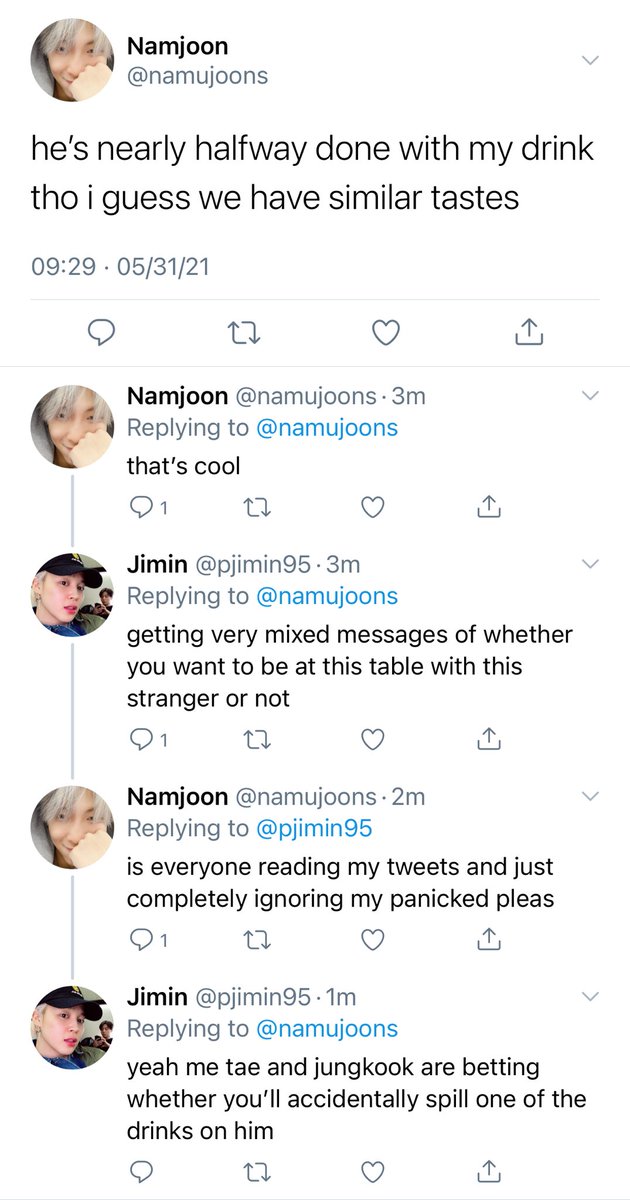 Namjoon
@namujoons
he's nearly halfway done with my drink
tho i guess we have similar tastes
09:29 · 05/31/21
Namjoon @namujoons · 3m
Replying to @namujoons
that's cool
1
Jimin @pjimin95 · 3m
Replying to @namujoons
getting very mixed messages of whether
you want to be at this table with this
stranger or not
1
Namjoon @namujoons · 2m
Replying to @pjimin95
is everyone reading my tweets and just
completely ignoring my panicked pleas
1
Jimin @pjimin95 · 1m
Replying to @namujoons
yeah me tae and jungkook are betting
whether you'll accidentally spill one of the
drinks on him